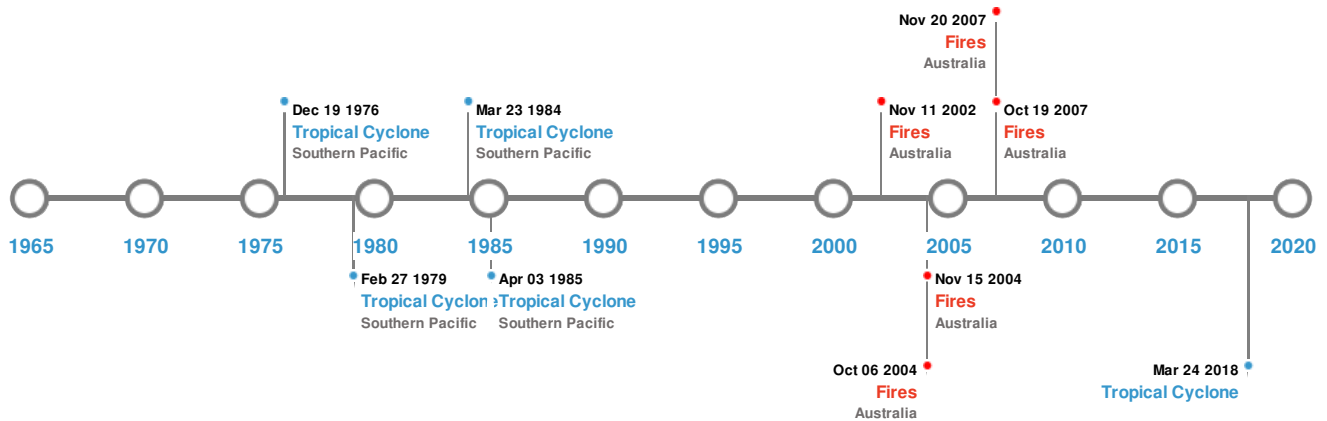 Nov 20 2007
Fires
Australia
Dec 19 1976
Tropical Cyclone
Southern Pacific
Mar 23 1984
Tropical Cyclone
Southern Pacific
Nov 11 2002
Fires
Australia
Oct 19 2007
Fires
Australia
1965 1970 1975 1980 1985 1990 1995 2000 2005 2010 2015 2020
Feb 27 1979
Tropical Cyclone
Southern Pacific
Apr 03 1985
Tropical Cyclone
Southern Pacific
Nov 15 2004
Fires
Australia
Oct 06 2004
Fires
Australia
Mar 24 2018
Tropical Cyclone